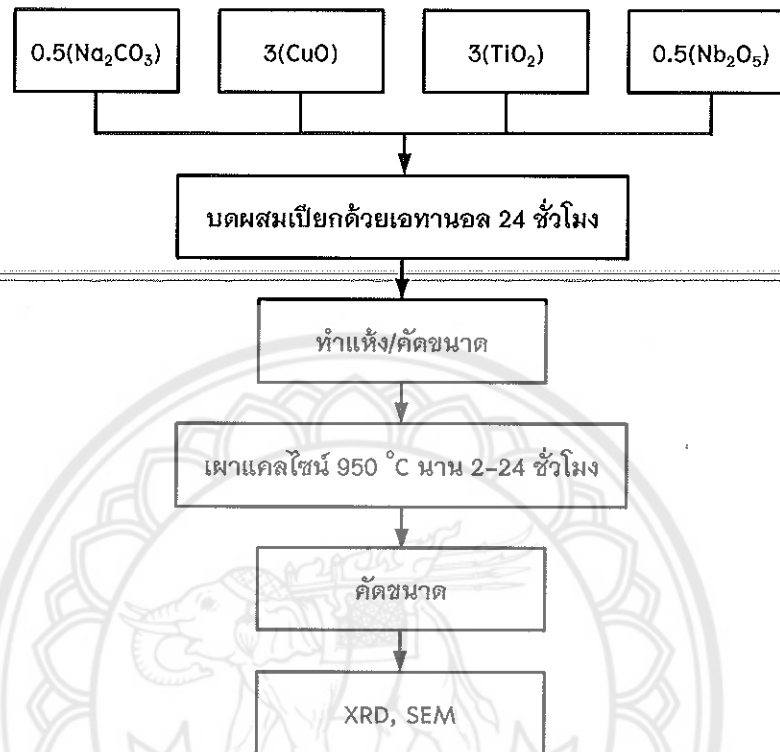 0.5(Na₂CO₃) 3(CuO) 3(TiO₂) 0.5(Nb₂O₅)
บดผสมเปียกด้วยเอทานอล 24 ชั่วโมง
ทำแห้ง/คัดขนาด
เผาแคลไซน์ 950 °C นาน 2-24 ชั่วโมง
คัดขนาด
XRD, SEM